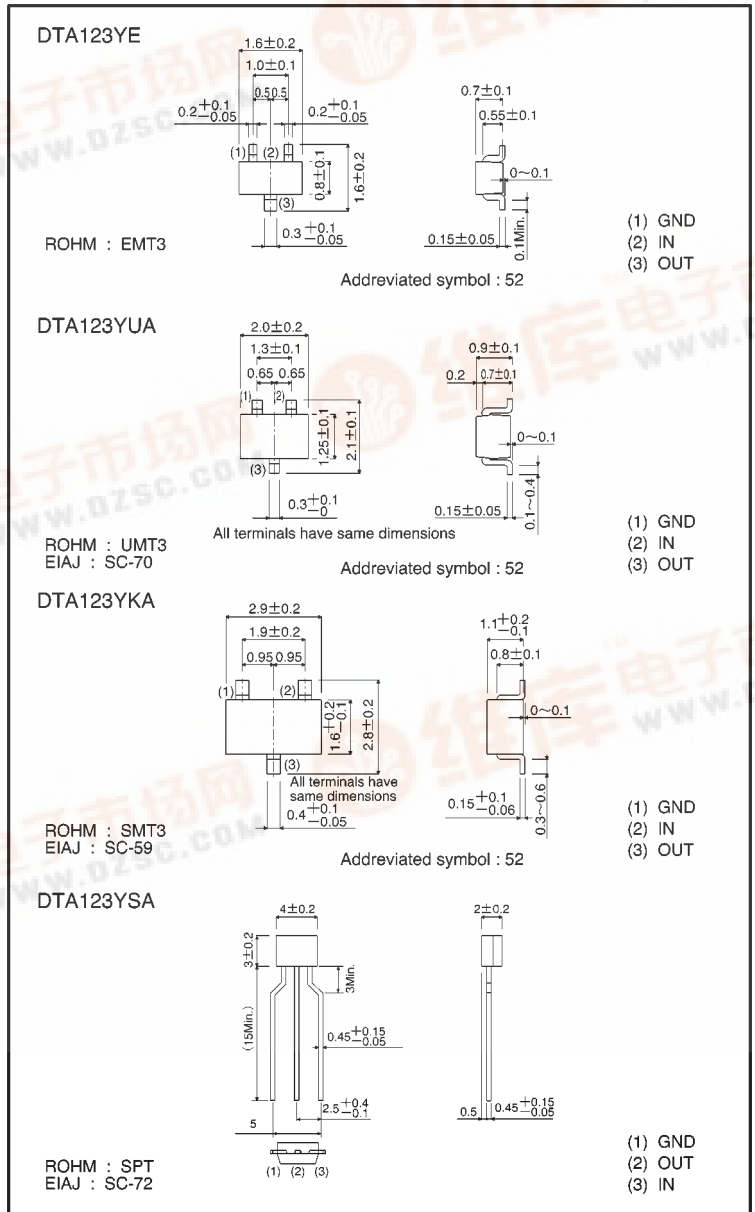 DTA123YE
1.6±0.2
1.0±0.1
0.5 0.5
0.2+0.1 −0.05
0.2+0.1 −0.05
(1) (2)
0.8±0.1
1.6±0.2
(3)
0.3+0.1 −0.05
0.7±0.1
0.55±0.1
0~0.1
0.15±0.05
0.1Min.
ROHM : EMT3
Addreviated symbol : 52
(1) GND
(2) IN
(3) OUT
DTA123YUA
2.0±0.2
1.3±0.1
0.65 0.65
(1) (2)
1.25±0.1
2.1±0.1
(3)
0.3+0.1 −0
All terminals have same dimensions
0.9±0.1
0.2 0.7±0.1
0~0.1
0.15±0.05
0.1~0.4
ROHM : UMT3
EIAJ : SC-70
Addreviated symbol : 52
(1) GND
(2) IN
(3) OUT
DTA123YKA
2.9±0.2
1.9±0.2
0.95 0.95
(1) (2)
1.6+0.2 −0.1
2.8±0.2
(3)
All terminals have
same dimensions
0.4+0.1 −0.05
1.1+0.2 −0.1
0.8±0.1
0~0.1
0.15+0.1 −0.06
0.3~0.6
ROHM : SMT3
EIAJ : SC-59
Addreviated symbol : 52
(1) GND
(2) IN
(3) OUT
DTA123YSA
4±0.2
3±0.2
3Min.
(15Min.)
0.45+0.15 −0.05
2.5+0.4 −0.1
5
(1) (2) (3)
2±0.2
0.5 0.45+0.15 −0.05
ROHM : SPT
EIAJ : SC-72
(1) GND
(2) OUT
(3) IN
维库电子市场网
WWW.DZSC.COM